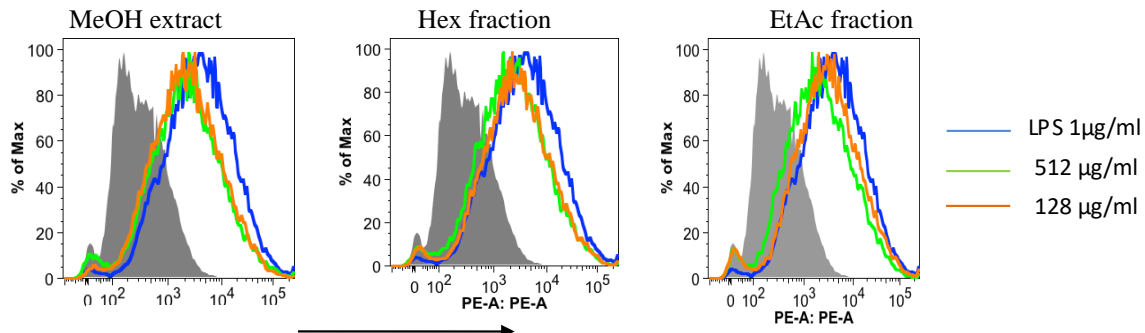 MeOH extract
Hex fraction
EtAc fraction
% of Max
100
80
60
40
20
0
0 10² 10³ 10⁴ 10⁵
% of Max
100
80
60
40
20
0
0 10² 10³ 10⁴ 10⁵
PE-A: PE-A
% of Max
100
80
60
40
20
0
0 10² 10³ 10⁴ 10⁵
PE-A: PE-A
LPS 1µg/ml
512 µg/ml
128 µg/ml